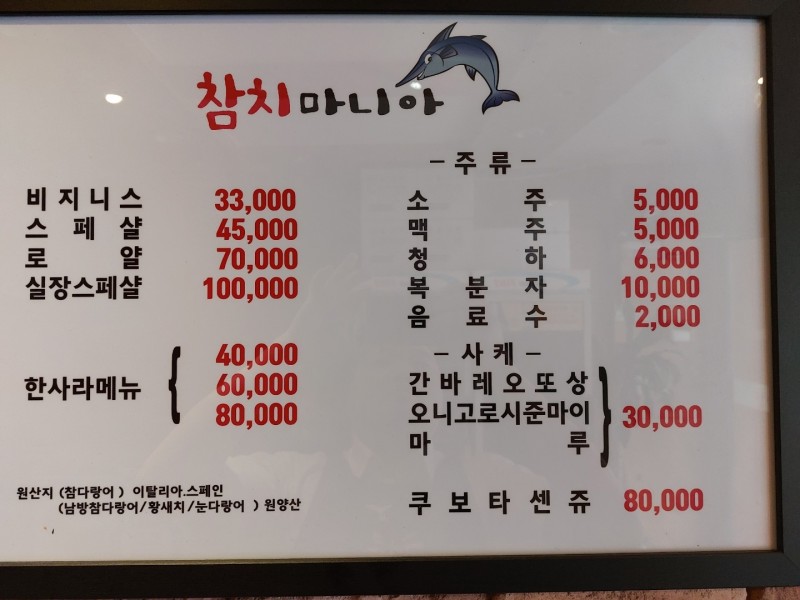 참치마니아
비지니스 33,000
스페샬 45,000
로얄 70,000
실장스페샬 100,000
한사라메뉴 { 40,000
60,000
80,000
원산지 (참다랑어 ) 이탈리아.스페인
(남방참다랑어/황새치/눈다랑어 ) 원양산
– 주류 –
소주 5,000
맥주 5,000
청하 6,000
복분자 10,000
음료수 2,000
– 사케 –
간바레오또상
오니고로시준마이 } 30,000
마루
쿠보타센쥬 80,000